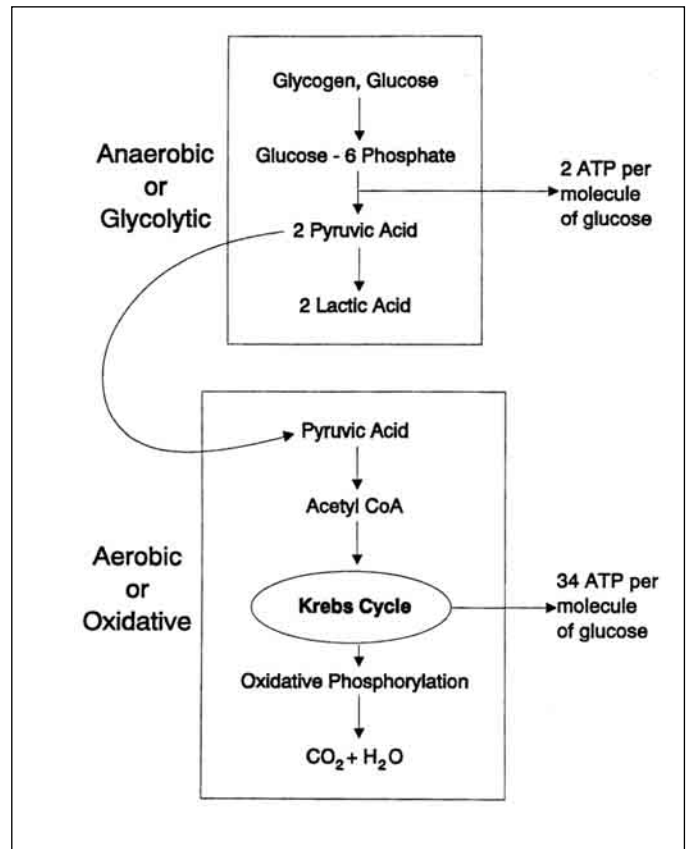 Glycogen, Glucose
Anaerobic
or
Glycolytic
Glucose - 6 Phosphate
2 ATP per
molecule
of glucose
2 Pyruvic Acid
2 Lactic Acid
Pyruvic Acid
Acetyl CoA
Aerobic
or
Oxidative
Krebs Cycle
34 ATP per
molecule
of glucose
Oxidative Phosphorylation
CO₂ + H₂O